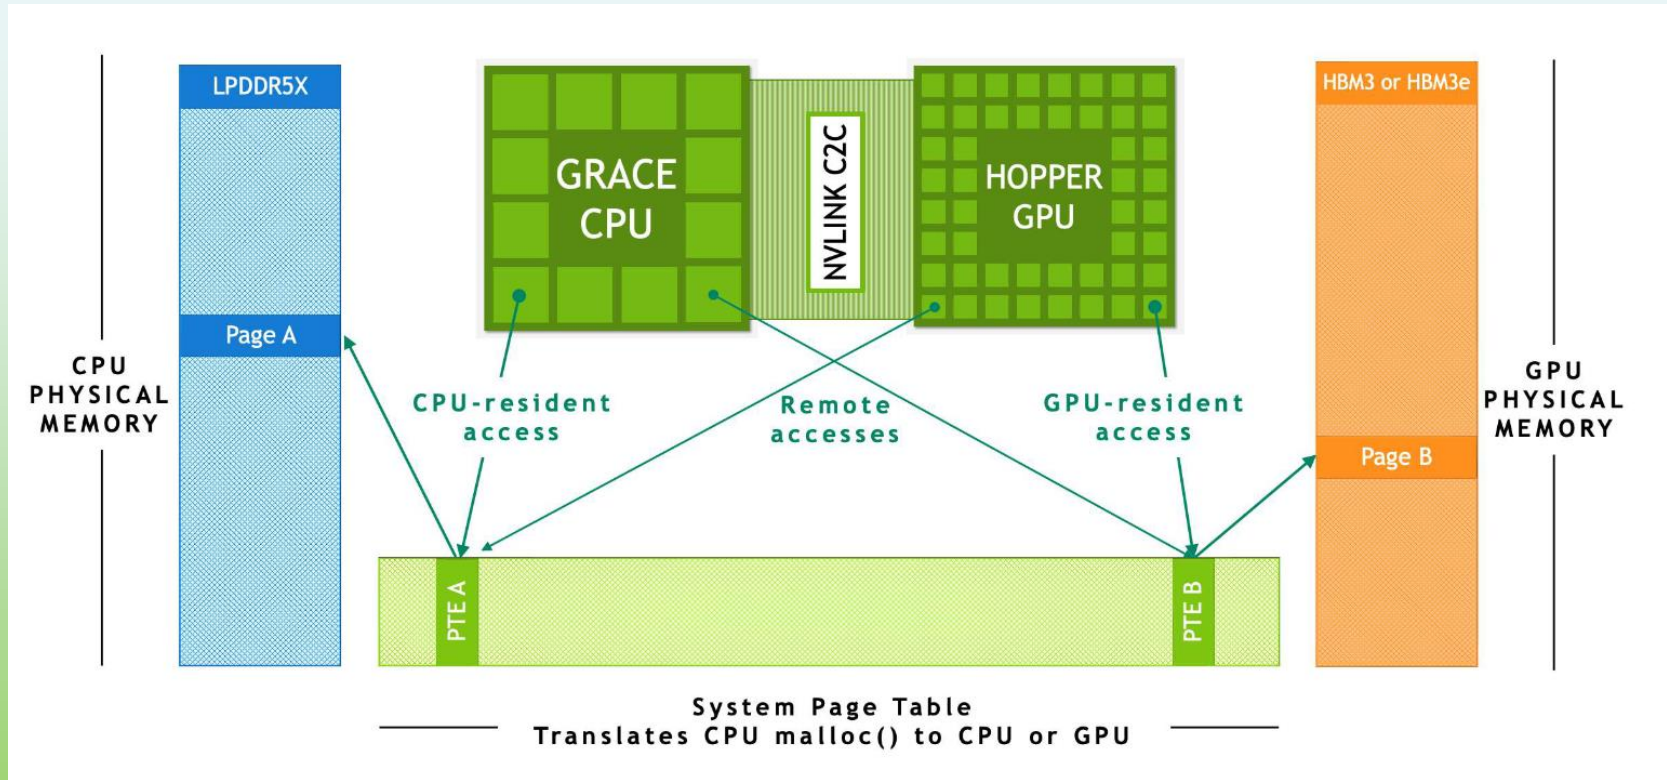 LPDDR5X
Page A
CPU
PHYSICAL
MEMORY
GRACE
CPU
NVLINK C2C
HOPPER
GPU
HBM3 or HBM3e
Page B
GPU
PHYSICAL
MEMORY
CPU-resident
access
Remote
accesses
GPU-resident
access
PTE A
PTE B
System Page Table
Translates CPU malloc() to CPU or GPU